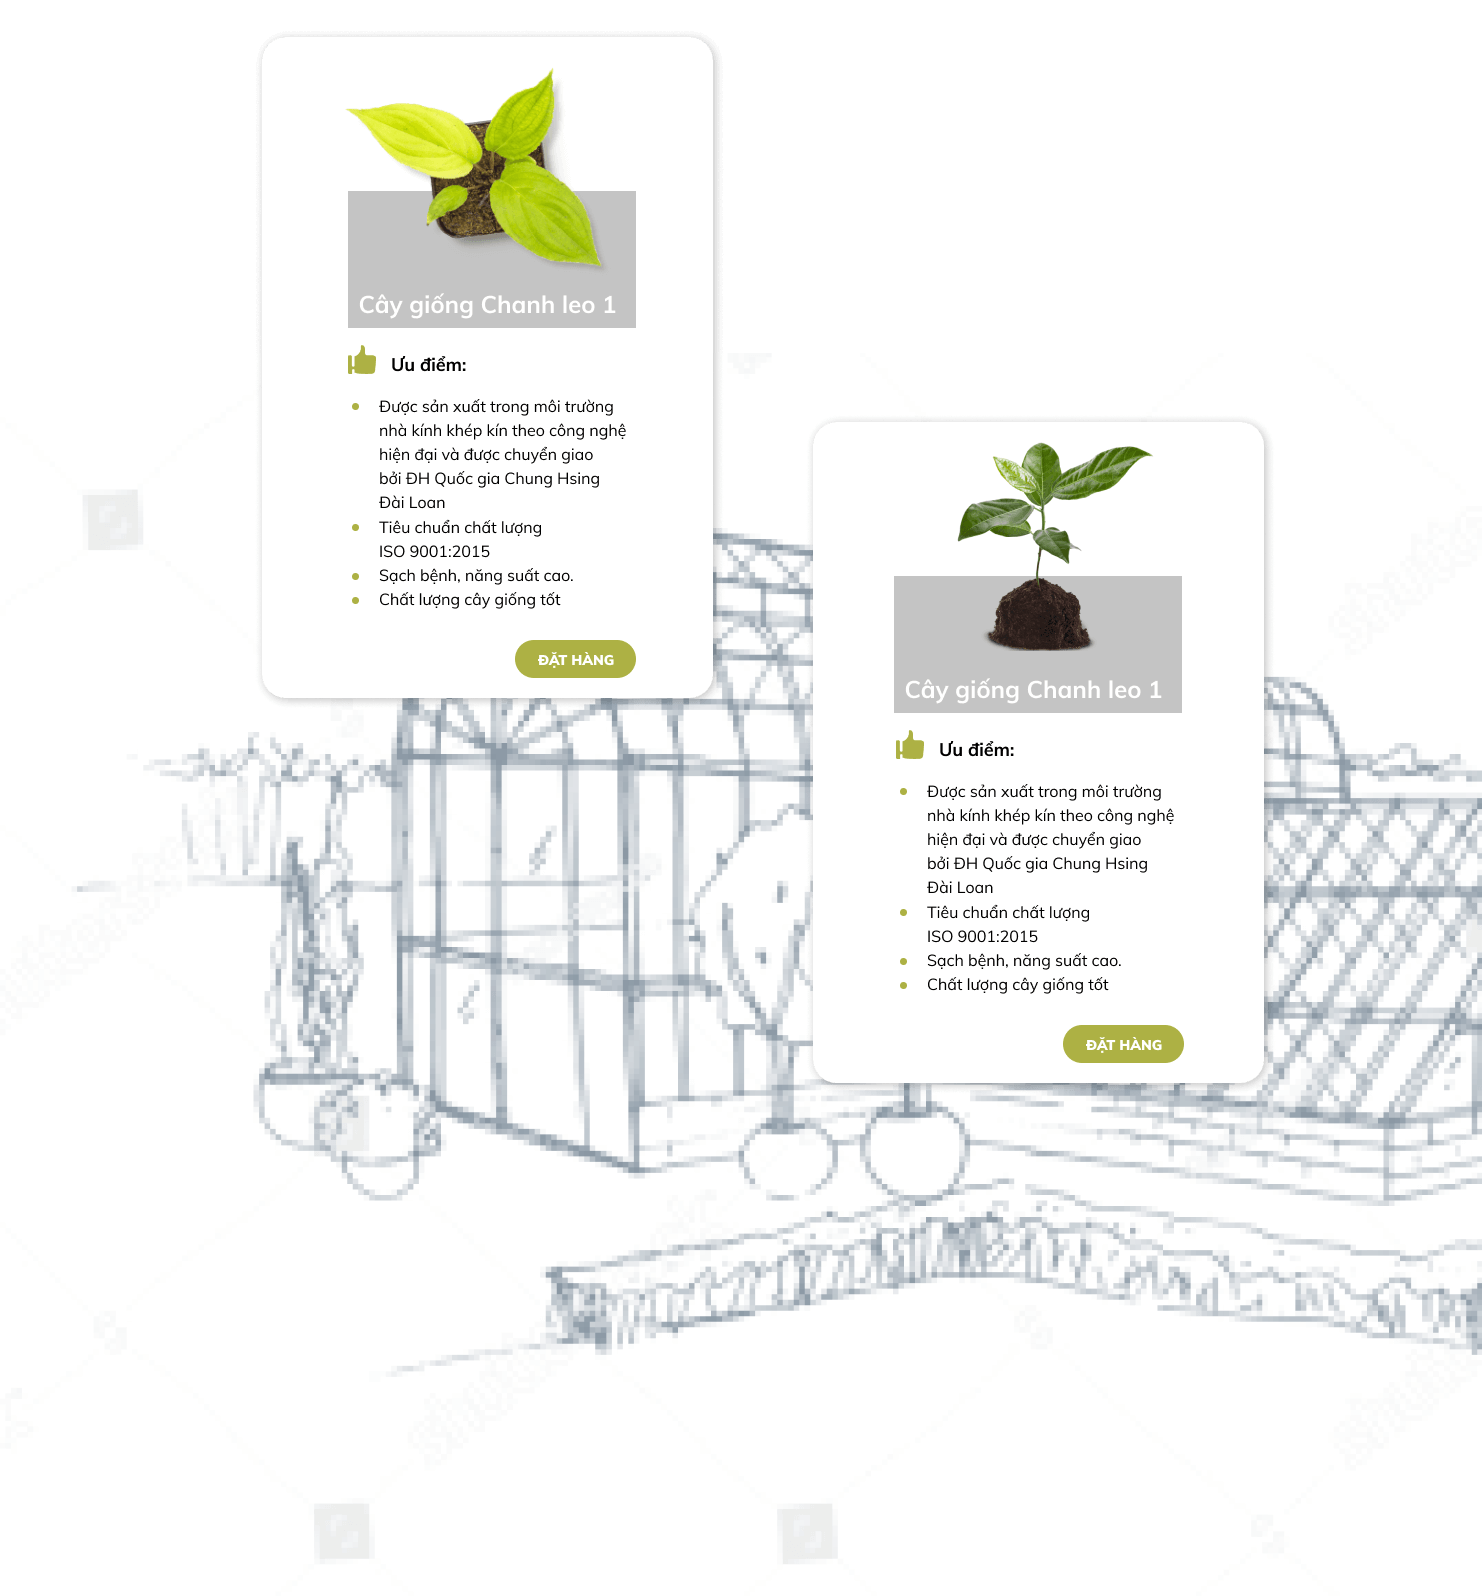 Cây giống Chanh leo 1
Ưu điểm:
Được sản xuất trong môi trường
nhà kính khép kín theo công nghệ
hiện đại và được chuyển giao
bởi ĐH Quốc gia Chung Hsing
Đài Loan
Tiêu chuẩn chất lượng
ISO 9001:2015
Sạch bệnh, năng suất cao.
Chất lượng cây giống tốt
ĐẶT HÀNG
Cây giống Chanh leo 1
Ưu điểm:
Được sản xuất trong môi trường
nhà kính khép kín theo công nghệ
hiện đại và được chuyển giao
bởi ĐH Quốc gia Chung Hsing
Đài Loan
Tiêu chuẩn chất lượng
ISO 9001:2015
Sạch bệnh, năng suất cao.
Chất lượng cây giống tốt
ĐẶT HÀNG